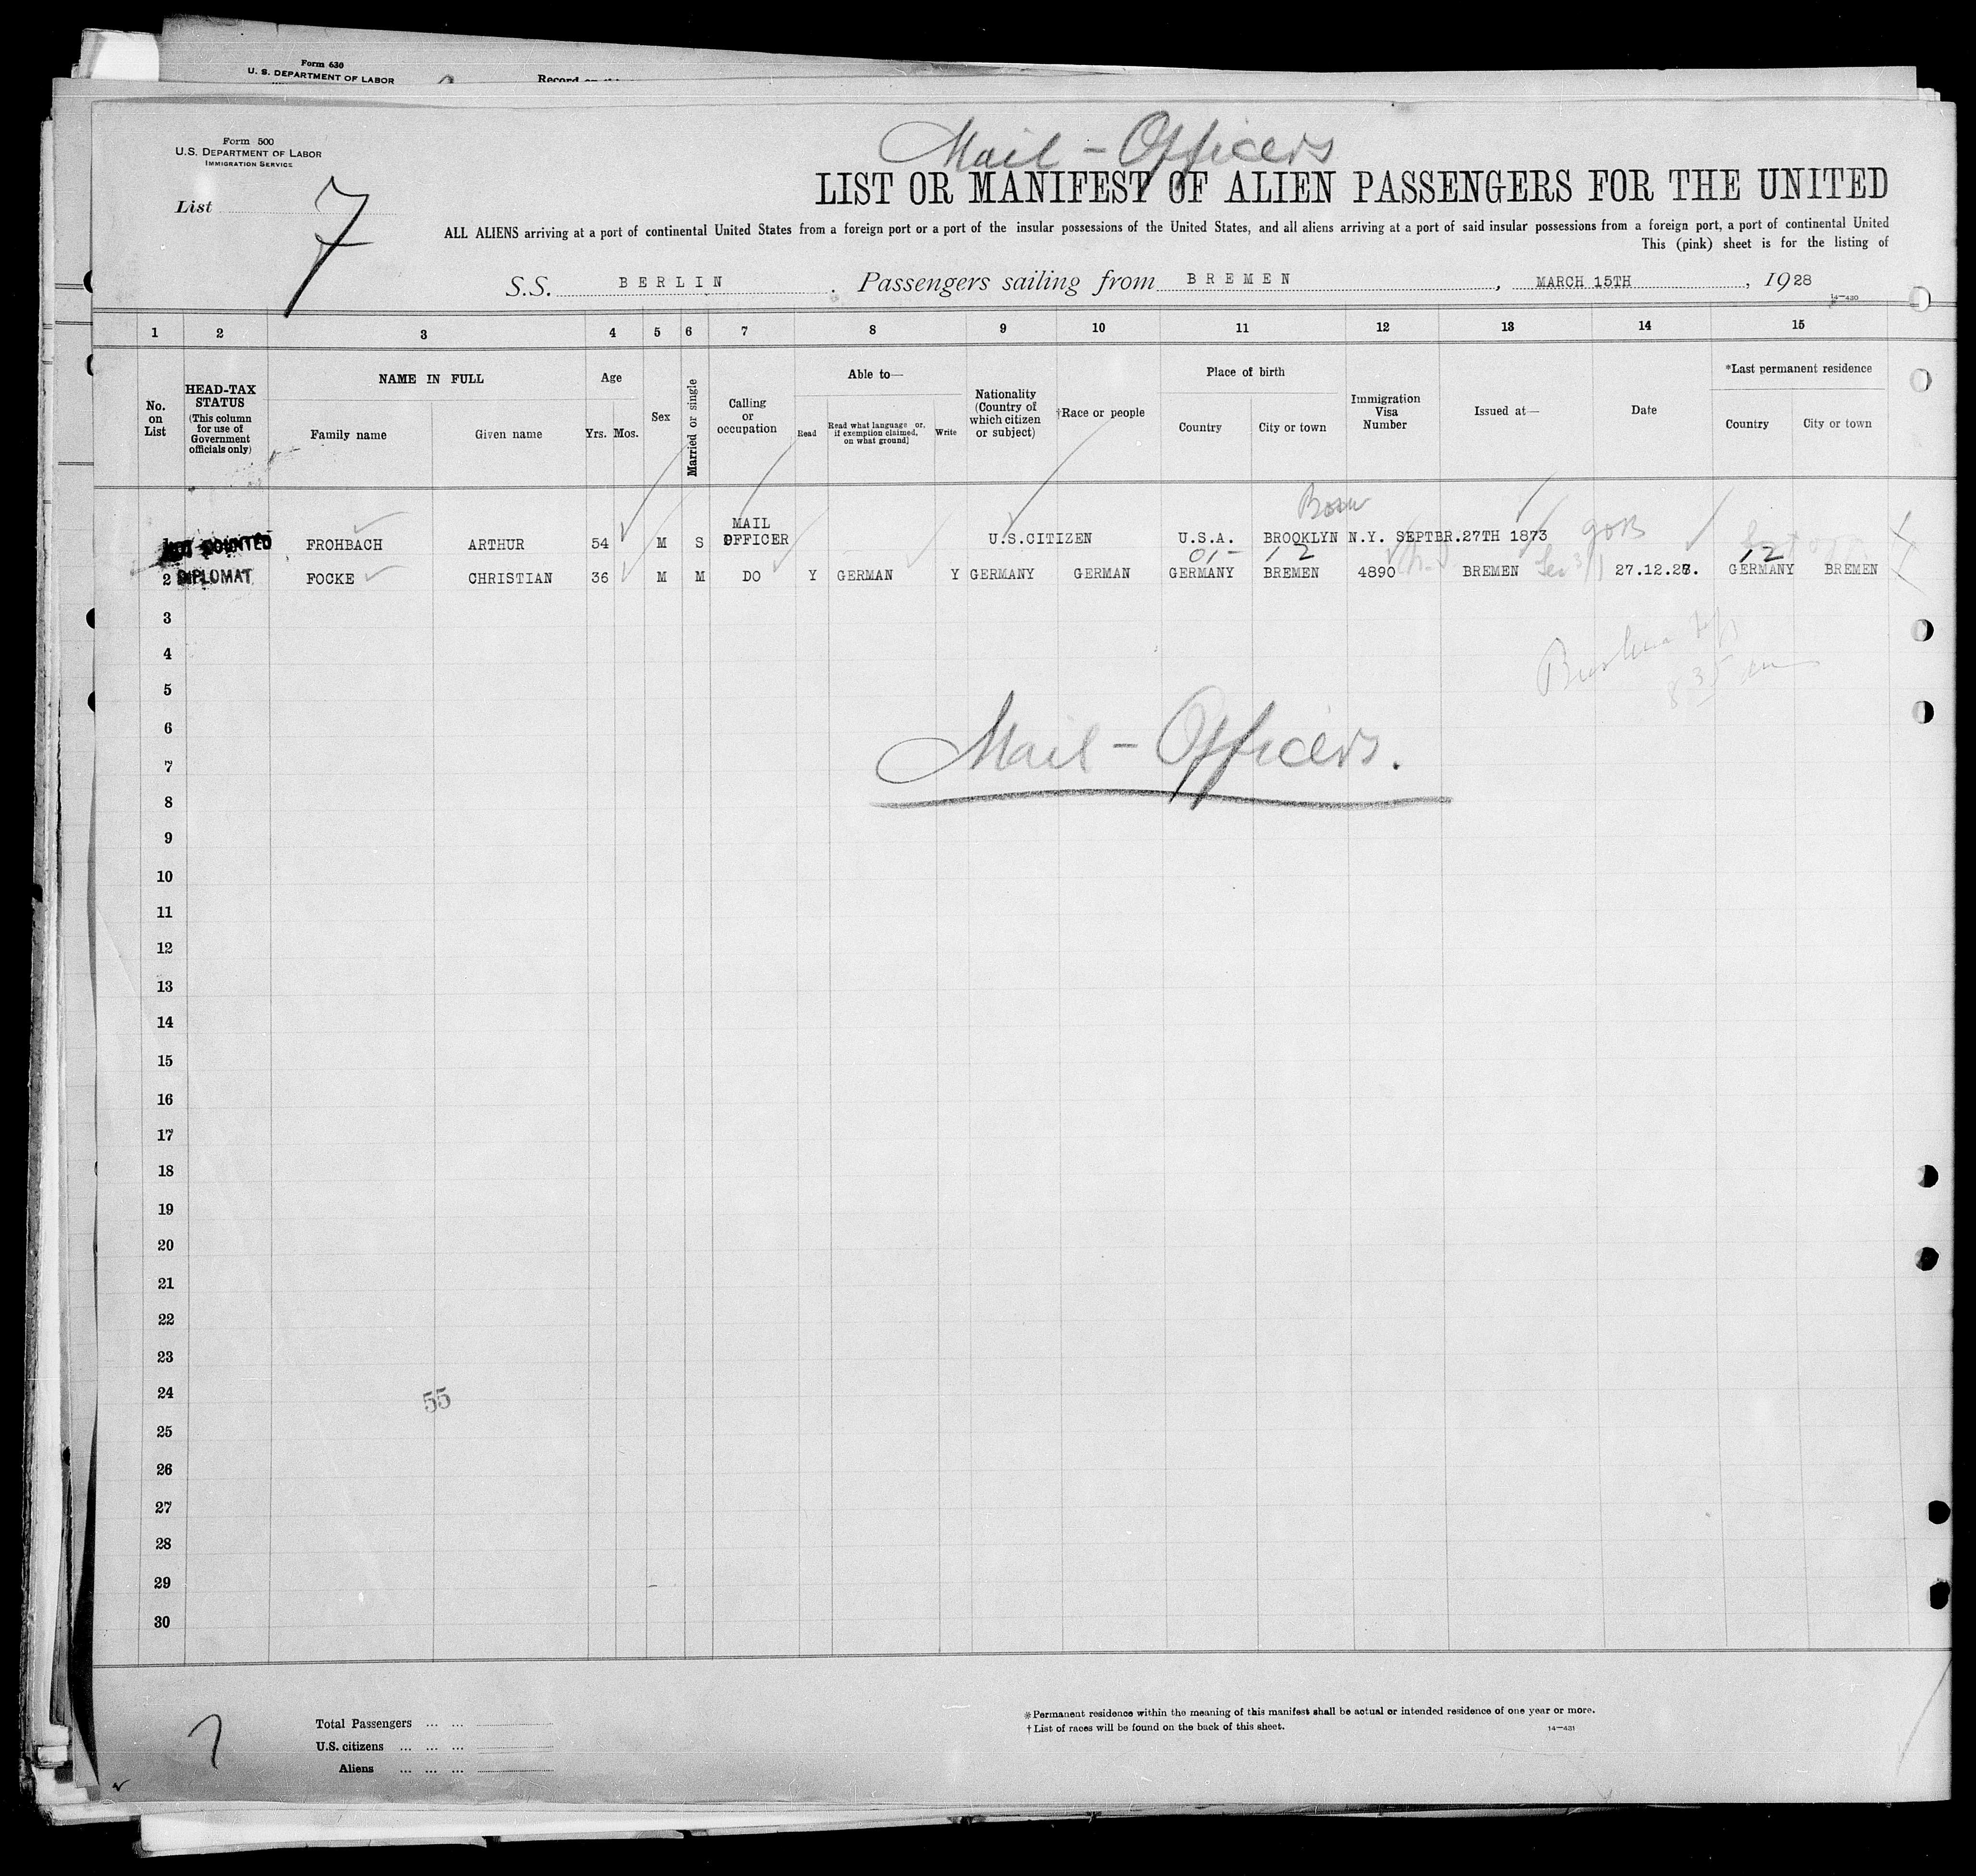 Form 630
U. S. DEPARTMENT OF LABOR
Record
Mail - Officers
Form 500
U.S. DEPARTMENT OF LABOR
IMMIGRATION SERVICE
List 7
LIST OR MANIFEST OF ALIEN PASSENGERS FOR THE UNITED
ALL ALIENS arriving at a port of continental United States from a foreign port or a port of the insular possessions of the United States, and all aliens arriving at a port of said insular possessions from a foreign port, a port of continental United
This (pink) sheet is for the listing of
S.S. BERLIN. Passengers sailing from BREMEN, MARCH 15TH, 1928
14—430
1 2 3 4 5 6 7 8 9 10 11 12 13 14 15
No. on List
HEAD-TAX STATUS
(This column for use of Government officials only)
NAME IN FULL
Family name
Given name
Age
Yrs. Mos.
Sex
Married or single
Calling or occupation
Able to—
Read
Read what language or, if exemption claimed, on what ground]
Write
Nationality (Country of which citizen or subject)
†Race or people
Place of birth
Country
City or town
Immigration Visa Number
Issued at—
Date
*Last permanent residence
Country
City or town
NOT COUNTED FROHBACH ARTHUR 54 M S MAIL OFFICER U.S.CITIZEN U.S.A. BROOKLYN N.Y. SEPTBR.27TH 1873
01- 12 12
2 DIPLOMAT FOCKE CHRISTIAN 36 M M DO Y GERMAN Y GERMANY GERMAN GERMANY BREMEN 4890 BREMEN 27.12.27. GERMANY BREMEN
3
4
5
8 35 am
6
Mail - Officers.
7
8
9
10
11
12
13
14
15
16
17
18
19
20
21
22
23
24
55
25
26
27
28
29
30
7
Total Passengers ... ...
U.S. citizens ... ... ...
Aliens ... ... ...
*Permanent residence within the meaning of this manifest shall be actual or intended residence of one year or more.
†List of races will be found on the back of this sheet.
14—431